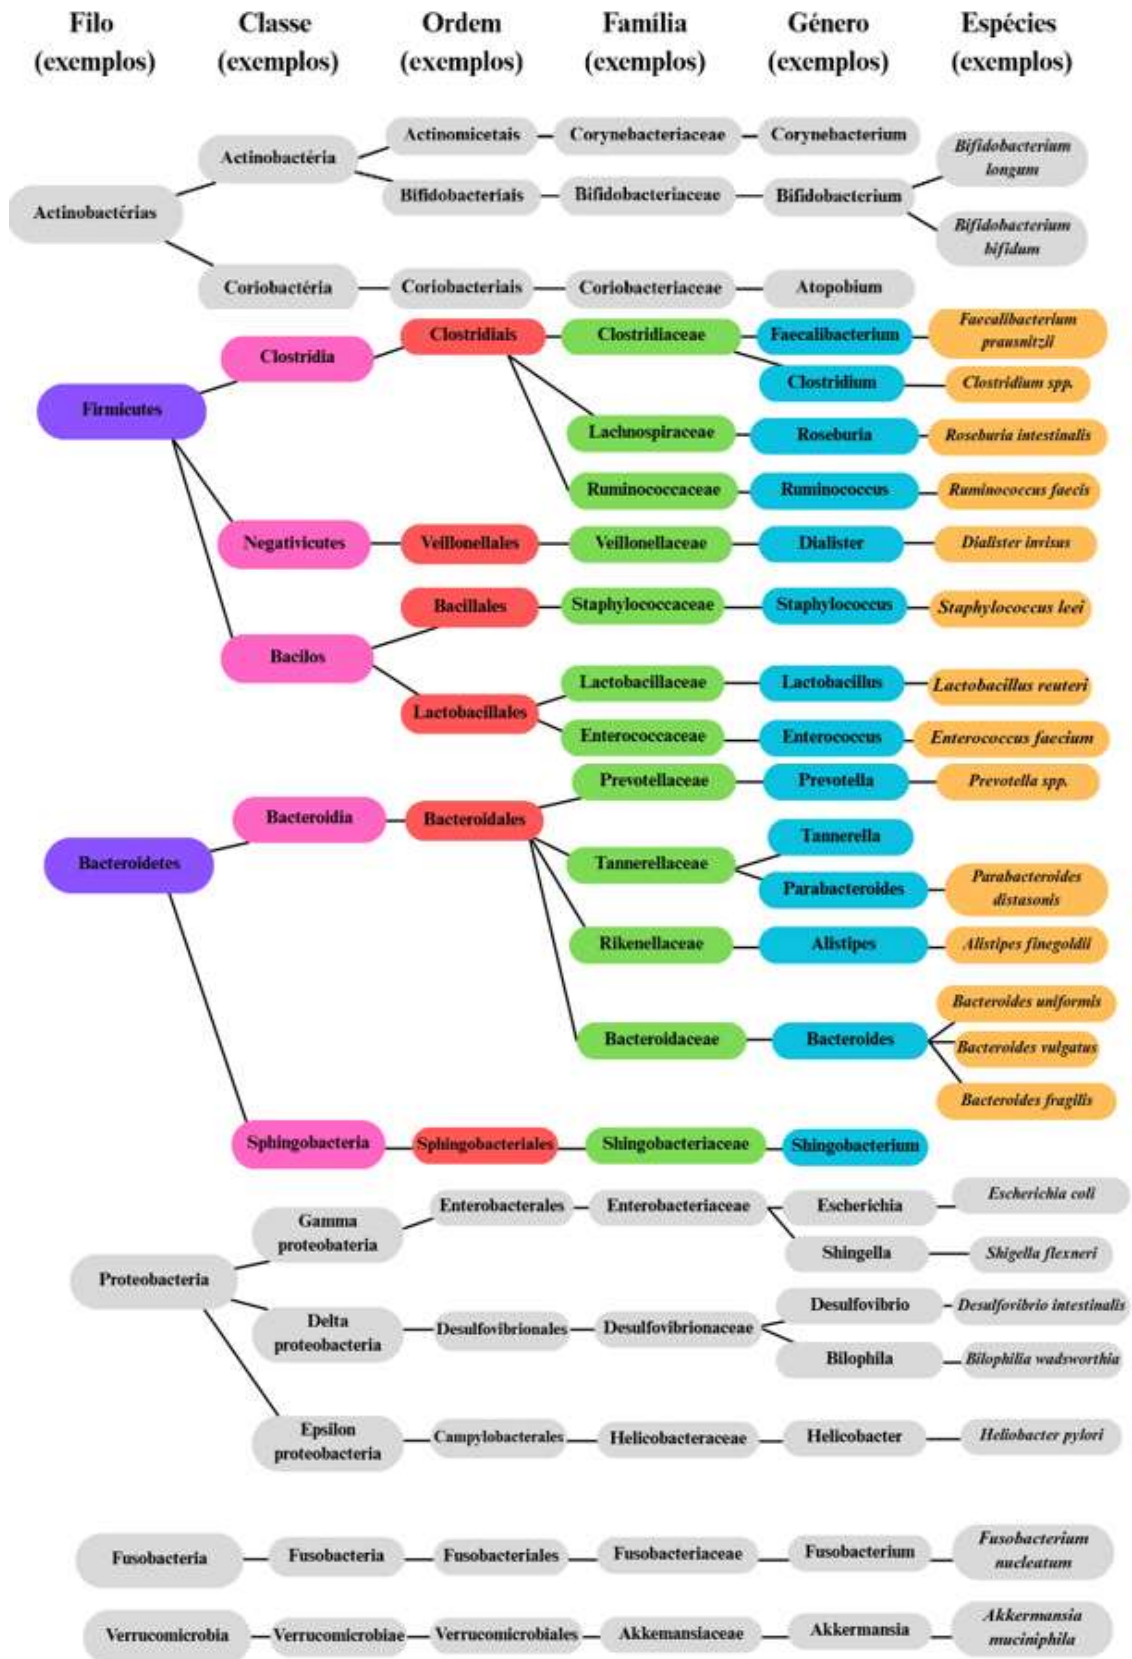 Filo Classe Ordem Família Género Espécies
(exemplos) (exemplos) (exemplos) (exemplos) (exemplos) (exemplos)
Actinomicetais Corynebacteriaceae Corynebacterium
Actinobactéria
Bifidobacterium
longum
Bifidobacteriais Bifidobacteriaceae Bifidobacterium
Actinobactérias
Bifidobacterium
bifidum
Coriobactéria Coriobacteriais Coriobacteriaceae Atopobium
Clostridiais Clostridiaceae Faecalibacterium
Faecalibacterium
prausnitzii
Clostridia
Clostridium Clostridium spp.
Firmicutes
Lachnospiraceae Roseburia Roseburia intestinalis
Ruminococcaceae Ruminococcus Ruminococcus faecis
Negativicutes Veillonellales Veillonellaceae Dialister Dialister invisus
Bacillales Staphylococcaceae Staphylococcus Staphylococcus leei
Bacilos
Lactobacillaceae Lactobacillus Lactobacillus reuteri
Lactobacillales
Enterococcaceae Enterococcus Enterococcus faecium
Prevotellaceae Prevotella Prevotella spp.
Bacteroidia Bacteroidales
Tannerella
Bacteroidetes Tannerellaceae
Parabacteroides
Parabacteroides
distasonis
Rikenellaceae Alistipes Alistipes finegoldii
Bacteroides uniformis
Bacteroidaceae Bacteroides Bacteroides vulgatus
Bacteroides fragilis
Sphingobacteria Sphingobacteriales Shingobacteriaceae Shingobacterium
Gamma
proteobateria
Enterobacterales Enterobacteriaceae Escherichia Escherichia coli
Shingella Shigella flexneri
Proteobacteria
Desulfovibrio Desulfovibrio intestinalis
Delta
proteobacteria
Desulfovibrionales Desulfovibrionaceae
Bilophila Bilophilia wadsworthia
Epsilon
proteobacteria
Campylobacterales Helicobacteraceae Helicobacter Heliobacter pylori
Fusobacteria Fusobacteria Fusobacteriales Fusobacteriaceae Fusobacterium
Fusobacterium
nucleatum
Verrucomicrobia Verrucomicrobiae Verrucomicrobiales Akkemansiaceae Akkermansia
Akkermansia
muciniphila